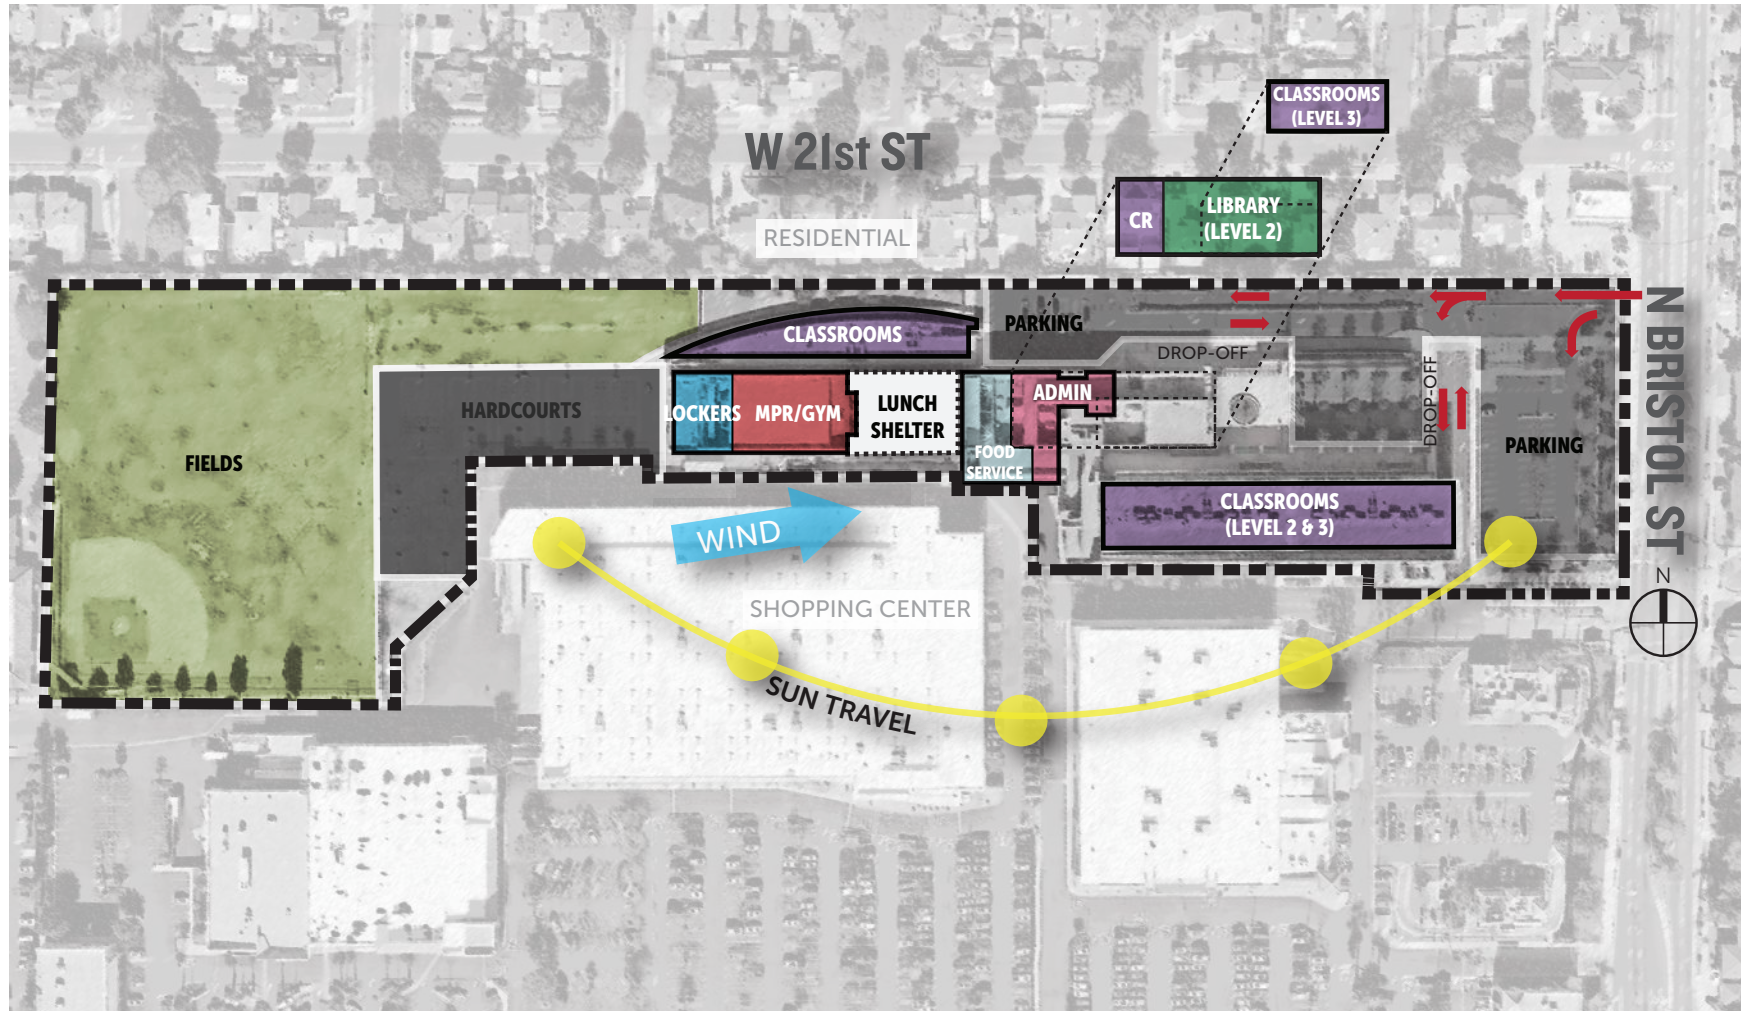 CLASSROOMS
(LEVEL 3)
W 21st ST
CR
LIBRARY
(LEVEL 2)
RESIDENTIAL
N BRISTOL ST
PARKING
CLASSROOMS
DROP-OFF
DROP-OFF
ADMIN
HARDCOURTS
LOCKERS
MPR/GYM
LUNCH
SHELTER
PARKING
FIELDS
FOOD
SERVICE
CLASSROOMS
(LEVEL 2 & 3)
WIND
N
SHOPPING CENTER
SUN TRAVEL